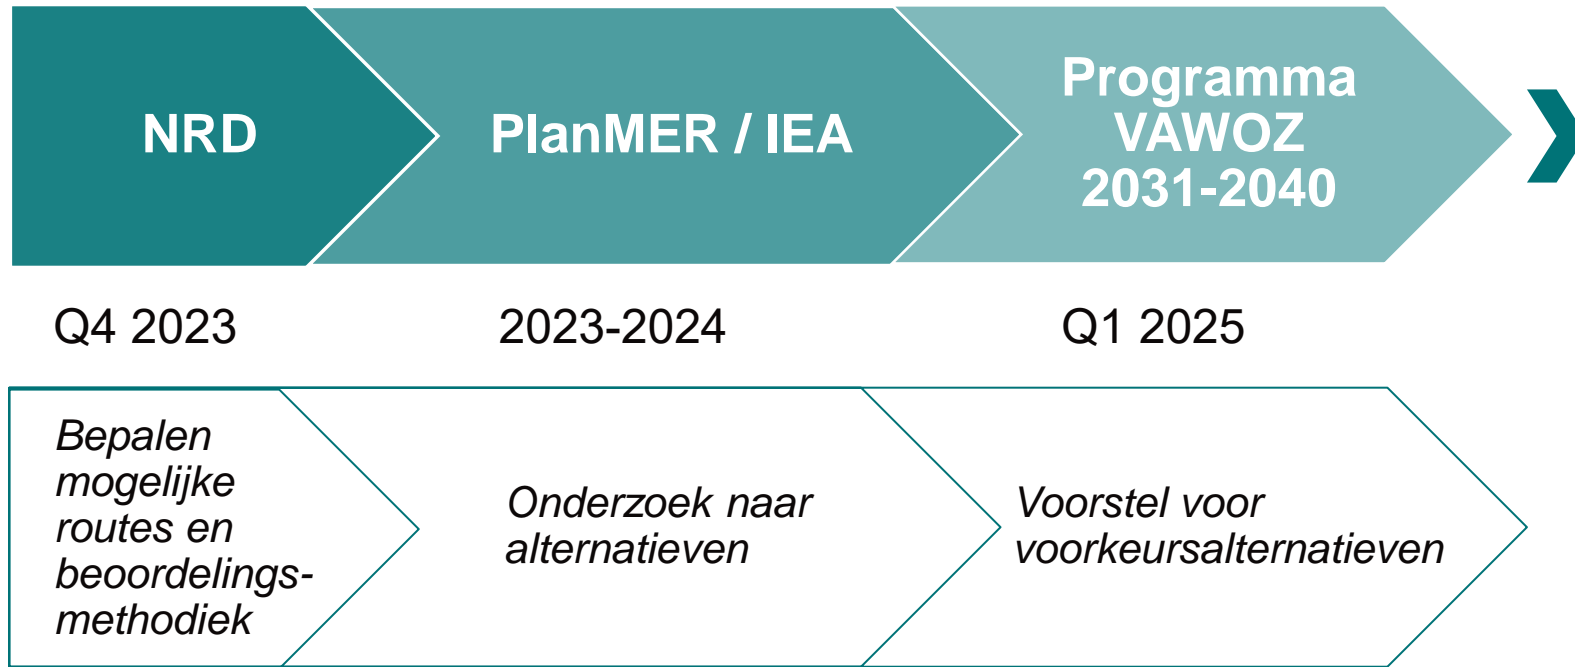 NRD
PlanMER / IEA
Programma
VAWOZ
2031-2040
Q4 2023
2023-2024
Q1 2025
Bepalen
mogelijke
routes en
beoordelings-
methodiek
Onderzoek naar
alternatieven
Voorstel voor
voorkeursalternatieven